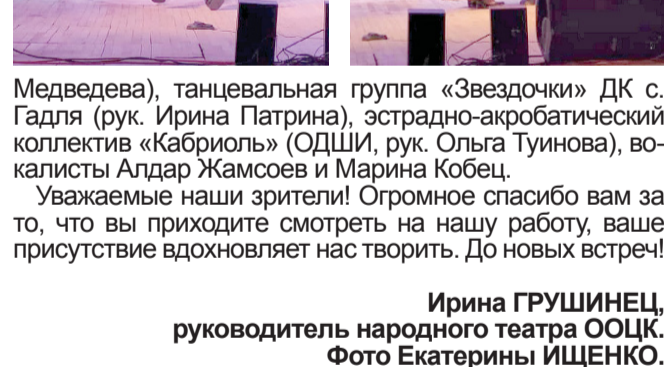 Медведева), танцевальная группа «Звездочки» ДК с.
Гадля (рук. Ирина Патрина), эстрадно-акробатический
коллектив «Кабриоль» (ОДШИ, рук. Ольга Туинова), во-
калисты Алдар Жамсоев и Марина Кобец.
Уважаемые наши зрители! Огромное спасибо вам за
то, что вы приходите смотреть на нашу работу, ваше
присутствие вдохновляет нас творить. До новых встреч!
Ирина ГРУШИНЕЦ,
руководитель народного театра ООЦК.
Фото Екатерины ИЩЕНКО.